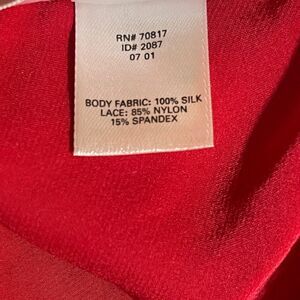 RN# 70817
ID# 2087
07 01
BODY FABRIC: 100% SILK
LACE: 85% NYLON
15% SPANDEX